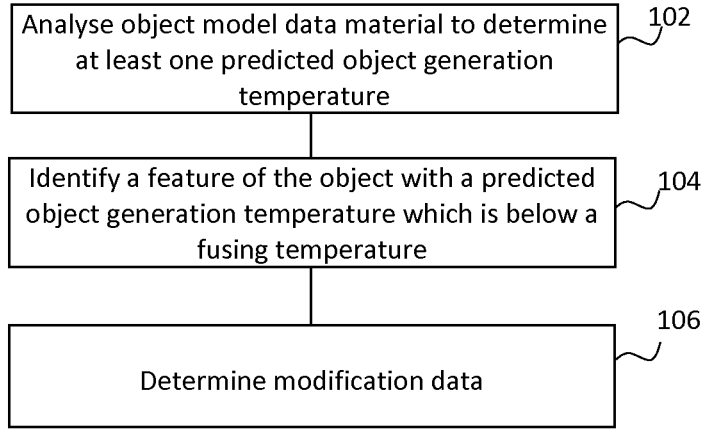 Analyse object model data material to determine
102
at least one predicted object generation
temperature
Identify a feature of the object with a predicted
104
object generation temperature which is below a
fusing temperature
106
Determine modification data